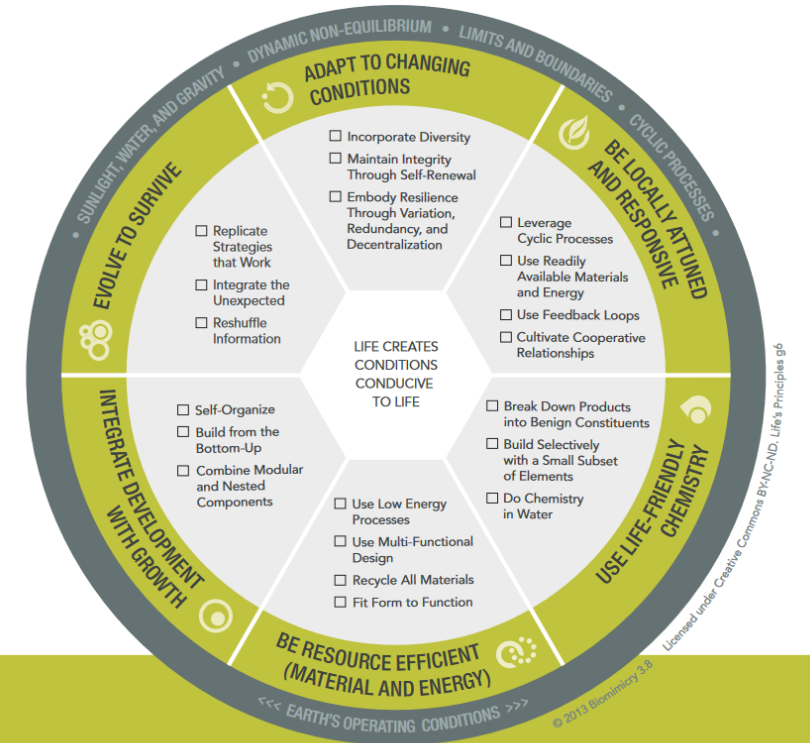 • SUNLIGHT, WATER, AND GRAVITY • DYNAMIC NON-EQUILIBRIUM • LIMITS AND BOUNDARIES • CYCLIC PROCESSES •
ADAPT TO CHANGING
CONDITIONS
☐ Incorporate Diversity
☐ Maintain Integrity
Through Self-Renewal
☐ Embody Resilience
Through Variation,
Redundancy, and
Decentralization
BE LOCALLY ATTUNED
AND RESPONSIVE
☐ Leverage
Cyclic Processes
☐ Use Readily
Available Materials
and Energy
☐ Use Feedback Loops
☐ Cultivate Cooperative
Relationships
USE LIFE-FRIENDLY
CHEMISTRY
☐ Break Down Products
into Benign Constituents
☐ Build Selectively
with a Small Subset
of Elements
☐ Do Chemistry
in Water
BE RESOURCE EFFICIENT
(MATERIAL AND ENERGY)
☐ Use Low Energy
Processes
☐ Use Multi-Functional
Design
☐ Recycle All Materials
☐ Fit Form to Function
INTEGRATE DEVELOPMENT
WITH GROWTH
☐ Self-Organize
☐ Build from the
Bottom-Up
☐ Combine Modular
and Nested
Components
EVOLVE TO SURVIVE
☐ Replicate
Strategies
that Work
☐ Integrate the
Unexpected
☐ Reshuffle
Information
LIFE CREATES
CONDITIONS
CONDUCIVE
TO LIFE
<<< EARTH'S OPERATING CONDITIONS >>>
© 2013 Biomimicry 3.8 Licensed under Creative Commons BY-NC-ND. Life's Principles g6